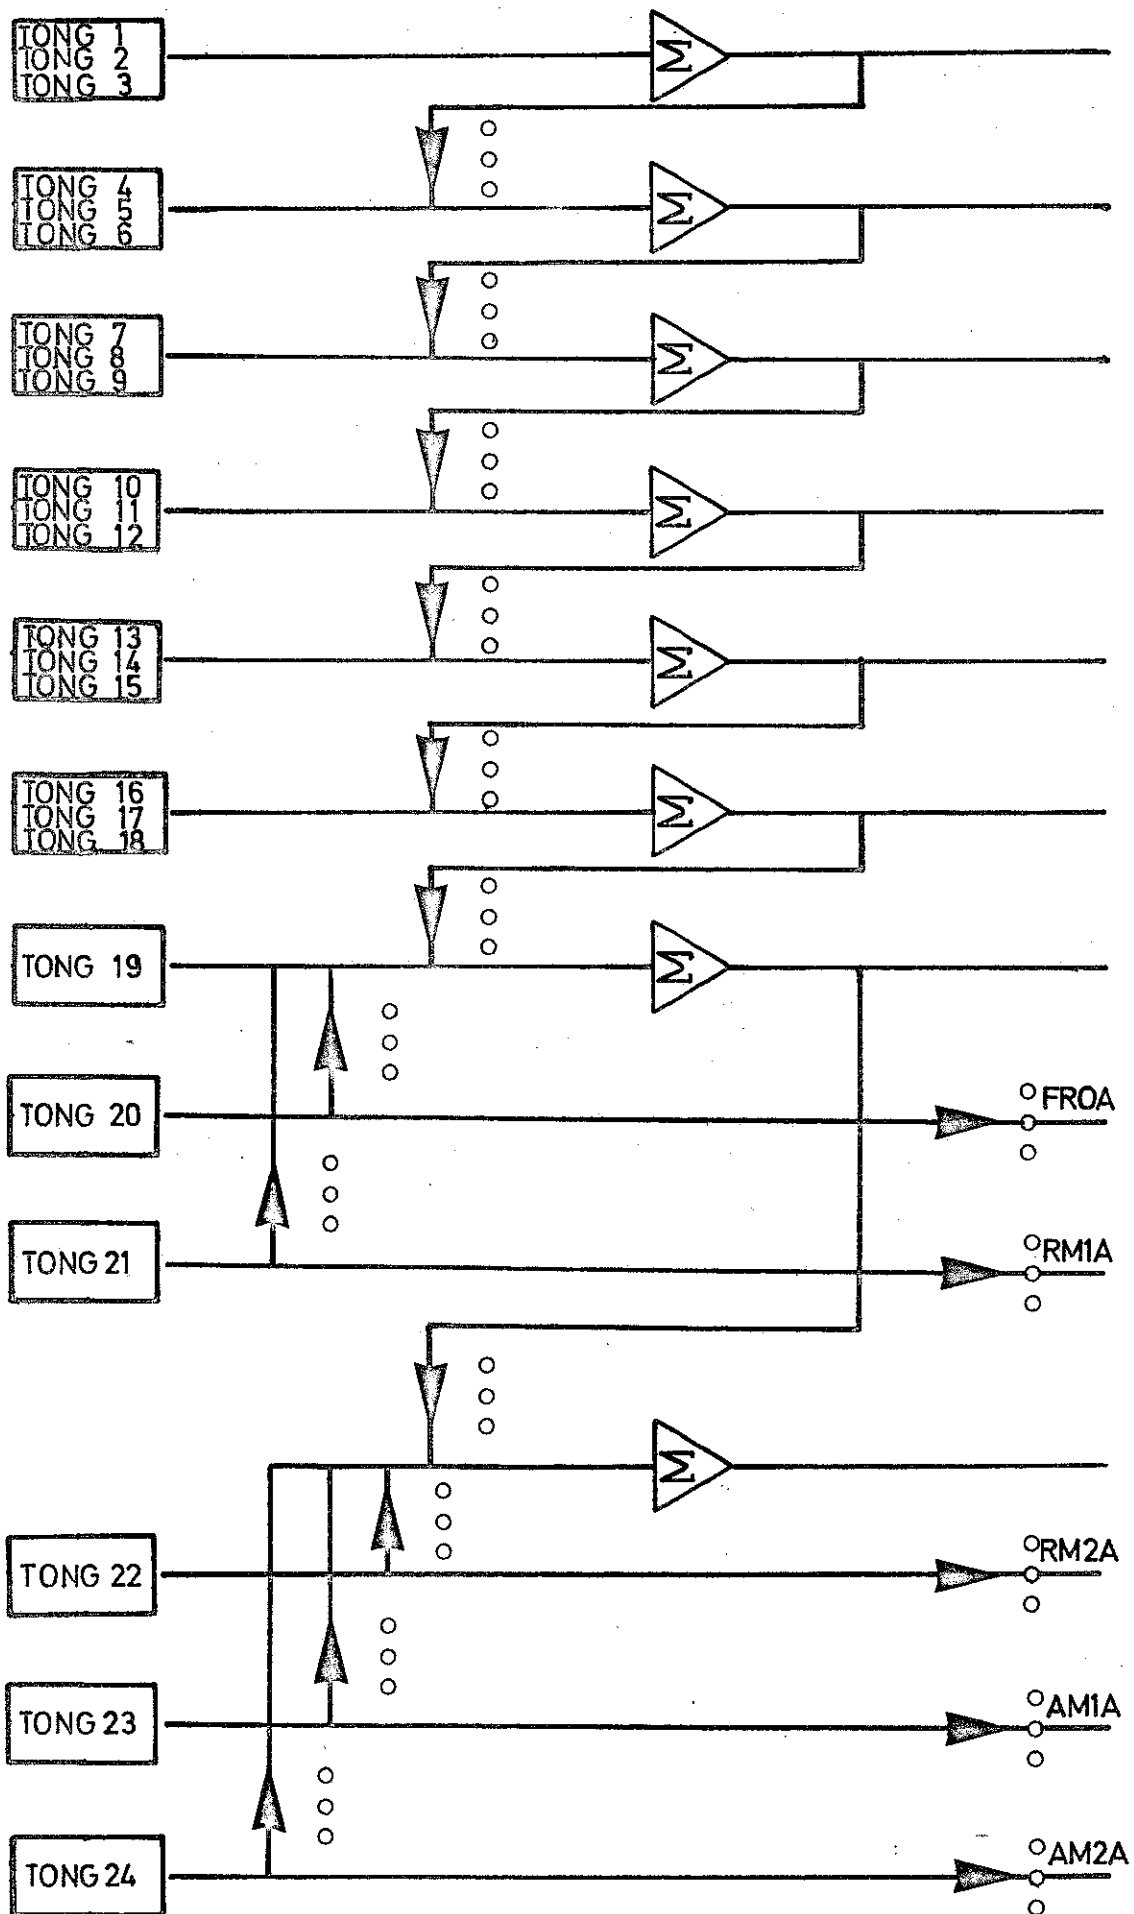 TONG 1
TONG 2
TONG 3
Σ
TONG 4
TONG 5
TONG 6
Σ
TONG 7
TONG 8
TONG 9
Σ
TONG 10
TONG 11
TONG 12
Σ
TONG 13
TONG 14
TONG 15
Σ
TONG 16
TONG 17
TONG 18
Σ
TONG 19
Σ
TONG 20
FROA
TONG 21
RM1A
Σ
TONG 22
RM2A
TONG 23
AM1A
TONG 24
AM2A